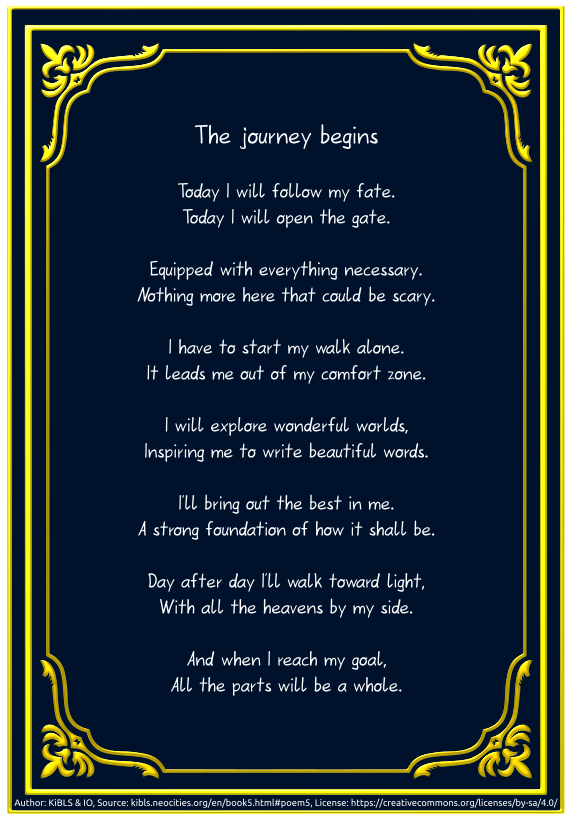 The journey begins
Today I will follow my fate.
Today I will open the gate.
Equipped with everything necessary.
Nothing more here that could be scary.
I have to start my walk alone.
It leads me out of my comfort zone.
I will explore wonderful worlds,
Inspiring me to write beautiful words.
I'll bring out the best in me.
A strong foundation of how it shall be.
Day after day I'll walk toward light,
With all the heavens by my side.
And when I reach my goal,
All the parts will be a whole.
Author: KiBLS & IO, Source: kibls.neocities.org/en/book5.html#poem5, License: https://creativecommons.org/licenses/by-sa/4.0/